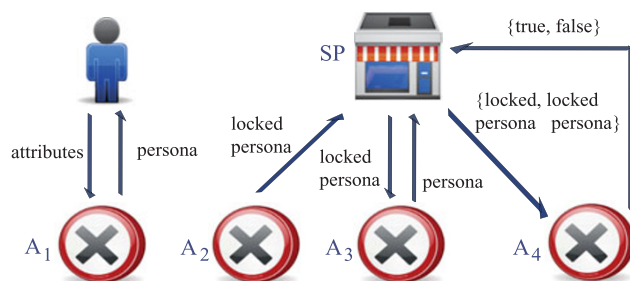 SP
{true, false}
attributes
persona
locked
persona
locked
persona
persona
{locked, locked
persona persona}
A1
A2
A3
A4